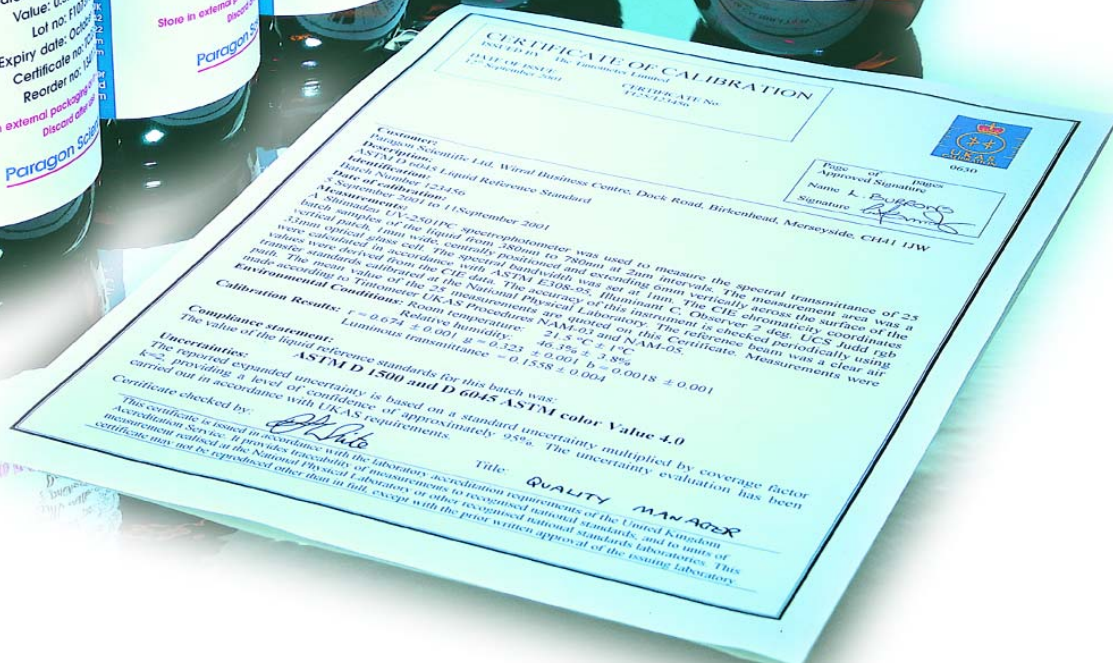 Value:
Lot no: F107
Expiry date: Octob
Certificate no:
Reorder no:
external packaging
Discard after use
Paragon Scie
Store in external p
Discard
Paragon
CERTIFICATE OF CALIBRATION
ISSUED BY The Tintometer Limited
DATE OF ISSUE
September 2001
CERTIFICATE No
UKAS
CALIBRATION
0630
Page of pages
Approved Signature
Name
Signature
Customer:
Paragon Scientific Ltd, Wirral Business Centre, Dock Road, Birkenhead, Merseyside, CH41 1JW
Description:
ASTM D 6045 Liquid Reference Standard
Identification:
Batch Number 123456
Date of calibration:
5 September 2001 to 11September 2001
Measurements:
Shimadzu UV-2501PC spectrophotometer was used to measure the spectral transmittance of 25
batch samples of the liquid from 380nm to 780nm at 2nm intervals. The measurement area was a
vertical patch, 1mm wide, centrally positioned and extending 6mm vertically across the surface of the
33mm optical glass cell. The spectral bandwidth was set at 1nm. The CIE chromaticity coordinates
were calculated in accordance with ASTM E308-95, Illuminant C, Observer 2 deg. UCS Judd rgb
values were derived from the CIE data. The accuracy of this instrument is checked periodically using
transfer standards calibrated at the National Physical Laboratory. The reference beam was a clear air
path. The mean value of the 25 measurements are quoted on this Certificate. Measurements were
made according to Tintometer UKAS Procedures NAM-03 and NAM-05.
Environmental Conditions: Room temperature: 21.5 °C ± 1°C
Relative humidity: 46.3% ± 3.8%
Calibration Results: r = 0.674 ± 0.001 g = 0.323 ± 0.001 b = 0.0018 ± 0.001
Luminous transmittance = 0.1558 ± 0.004
Compliance statement:
The value of the liquid reference standards for this batch was:
ASTM D 1500 and D 6045 ASTM color Value 4.0
Uncertainties:
The reported expanded uncertainty is based on a standard uncertainty multiplied by coverage factor
k=2, providing a level of confidence of approximately 95%. The uncertainty evaluation has been
carried out in accordance with UKAS requirements.
Certificate checked by:
Title: QUALITY MANAGER
This certificate is issued in accordance with the laboratory accreditation requirements of the United Kingdom
Accreditation Service. It provides traceability of measurements to recognised national standards, and to units of
measurement realised at the National Physical Laboratory or other recognised national standards laboratories. This
certificate may not be reproduced other than in full, except with the prior written approval of the issuing laboratory